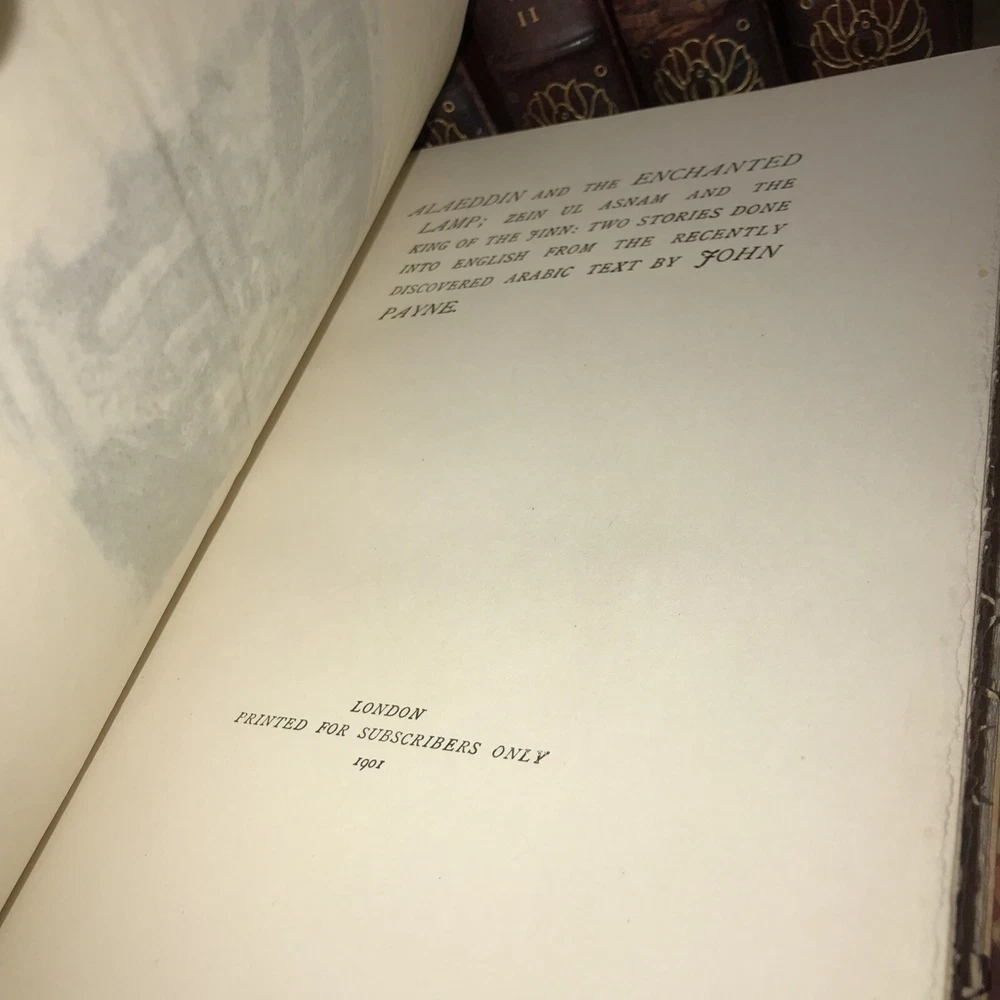 II
ALAEDDIN AND THE ENCHANTED
LAMP; ZEIN UL ASNAM AND THE
KING OF THE JINN: TWO STORIES DONE
INTO ENGLISH FROM THE RECENTLY
DISCOVERED ARABIC TEXT BY JOHN
PAYNE.
LONDON
PRINTED FOR SUBSCRIBERS ONLY
1901